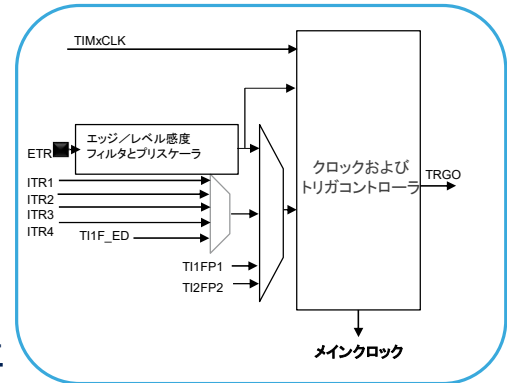 TIMxCLK
エッジ／レベル感度
フィルタとプリスケーラ
ETR
ITR1
ITR2
ITR3
ITR4
TI1F_ED
TI1FP1
TI2FP2
クロックおよび
トリガコントローラ
TRGO
メインクロック